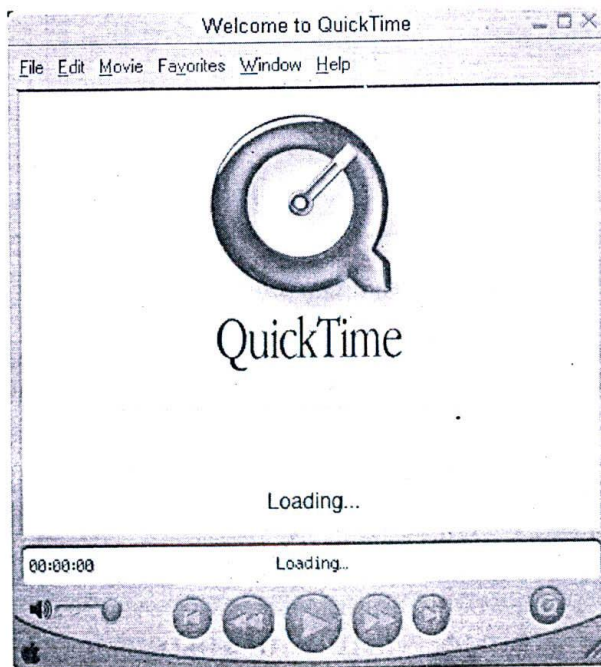 Welcome to QuickTime
File Edit Movie Favorites Window Help
QuickTime
Loading...
00:00:00 Loading...